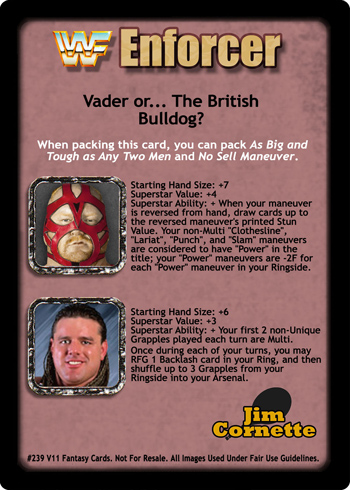 WF Enforcer
Vader or... The British
Bulldog?
When packing this card, you can pack As Big and
Tough as Any Two Men and No Sell Maneuver.
Starting Hand Size: +7
Superstar Value: +4
Superstar Ability: + When your maneuver
is reversed from hand, draw cards up to
the reversed maneuver's printed Stun
Value. Your non-Multi "Clothesline",
"Lariat", "Punch", and "Slam" maneuvers
are considered to have "Power" in the
title; your "Power" maneuvers are -2F for
each "Power" maneuver in your Ringside.
Starting Hand Size: +6
Superstar Value: +3
Superstar Ability: + Your first 2 non-Unique
Grapples played each turn are Multi.
Once during each of your turns, you may
RFG 1 Backlash card in your Ring, and then
shuffle up to 3 Grapples from your
Ringside into your Arsenal.
Jim
Cornette
#239 V11 Fantasy Cards. Not For Resale. All Images Used Under Fair Use Guidelines.